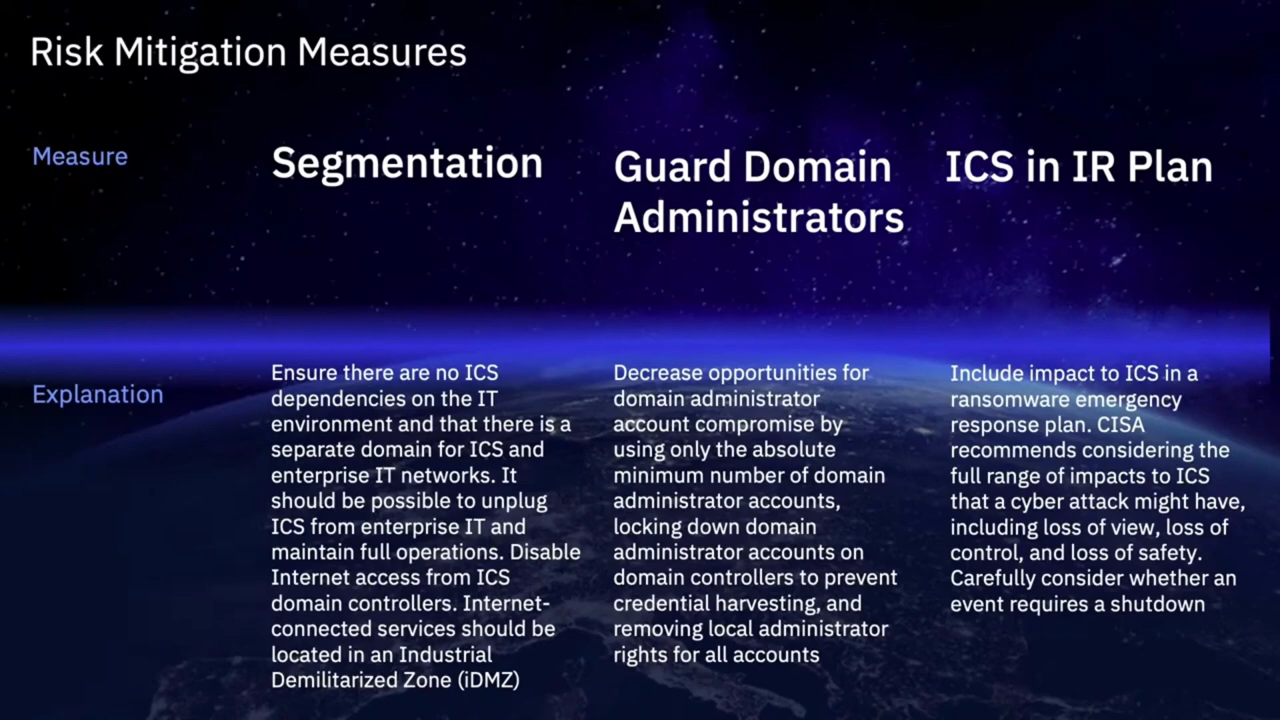 Risk Mitigation Measures
Measure
Segmentation
Guard Domain
Administrators
ICS in IR Plan
Explanation
Ensure there are no ICS
dependencies on the IT
environment and that there is a
separate domain for ICS and
enterprise IT networks. It
should be possible to unplug
ICS from enterprise IT and
maintain full operations. Disable
Internet access from ICS
domain controllers. Internet-
connected services should be
located in an Industrial
Demilitarized Zone (iDMZ)
Decrease opportunities for
domain administrator
account compromise by
using only the absolute
minimum number of domain
administrator accounts,
locking down domain
administrator accounts on
domain controllers to prevent
credential harvesting, and
removing local administrator
rights for all accounts
Include impact to ICS in a
ransomware emergency
response plan. CISA
recommends considering the
full range of impacts to ICS
that a cyber attack might have,
including loss of view, loss of
control, and loss of safety.
Carefully consider whether an
event requires a shutdown